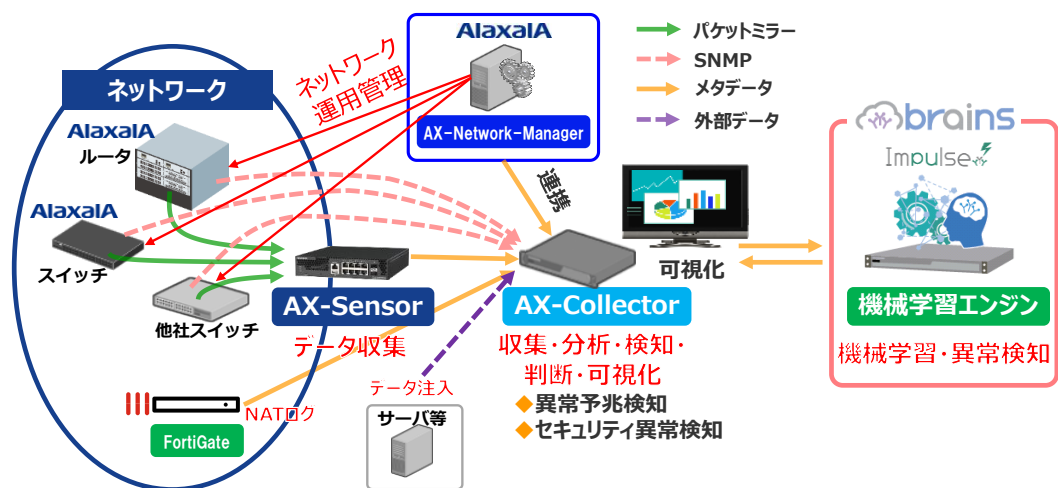 ネットワーク
AlaxalA
ルータ
AlaxalA
スイッチ
他社スイッチ
FortiGate
NATログ
ネットワーク
運用管理
AlaxalA
AX-Network-Manager
連携
パケットミラー
SNMP
メタデータ
外部データ
AX-Sensor
データ収集
データ注入
サーバ等
AX-Collector
収集・分析・検知・
判断・可視化
◆異常予兆検知
◆セキュリティ異常検知
可視化
brains
Impulse
機械学習エンジン
機械学習・異常検知